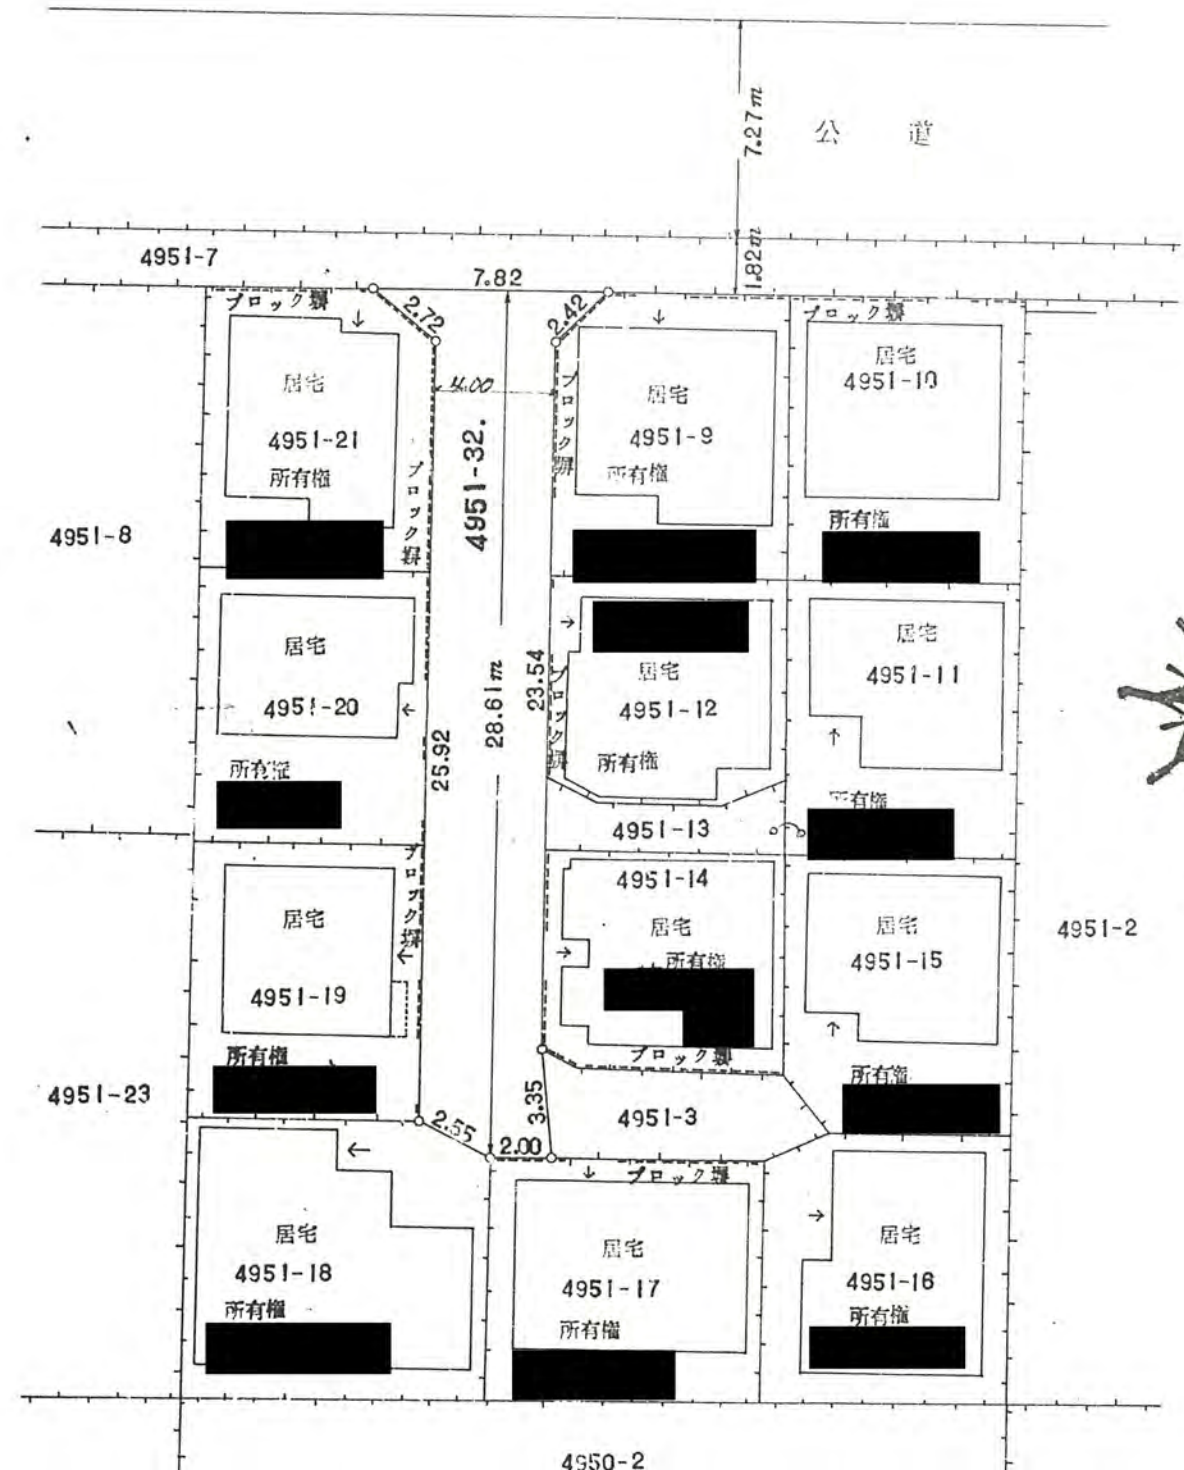 7.27m
公 道
1.82m
4951-7
7.82
ブロック塀
2.72
2.42
ブロック塀
4.00
居宅
4951-21
所有権
ブロック塀
4951-32.
ブロック塀
居宅
4951-9
所有権
居宅
4951-10
所有権
4951-8
居宅
4951-20
所有権
25.92
28.61m
23.54
ブロック塀
居宅
4951-12
所有権
居宅
4951-11
所有権
4951-13
ブロック塀
居宅
4951-19
所有権
4951-14
居宅
所有権
ブロック塀
居宅
4951-15
所有権
4951-2
4951-23
2.55
2.00
3.35
4951-3
ブロック塀
居宅
4951-18
所有権
居宅
4951-17
所有権
居宅
4951-16
所有権
4950-2